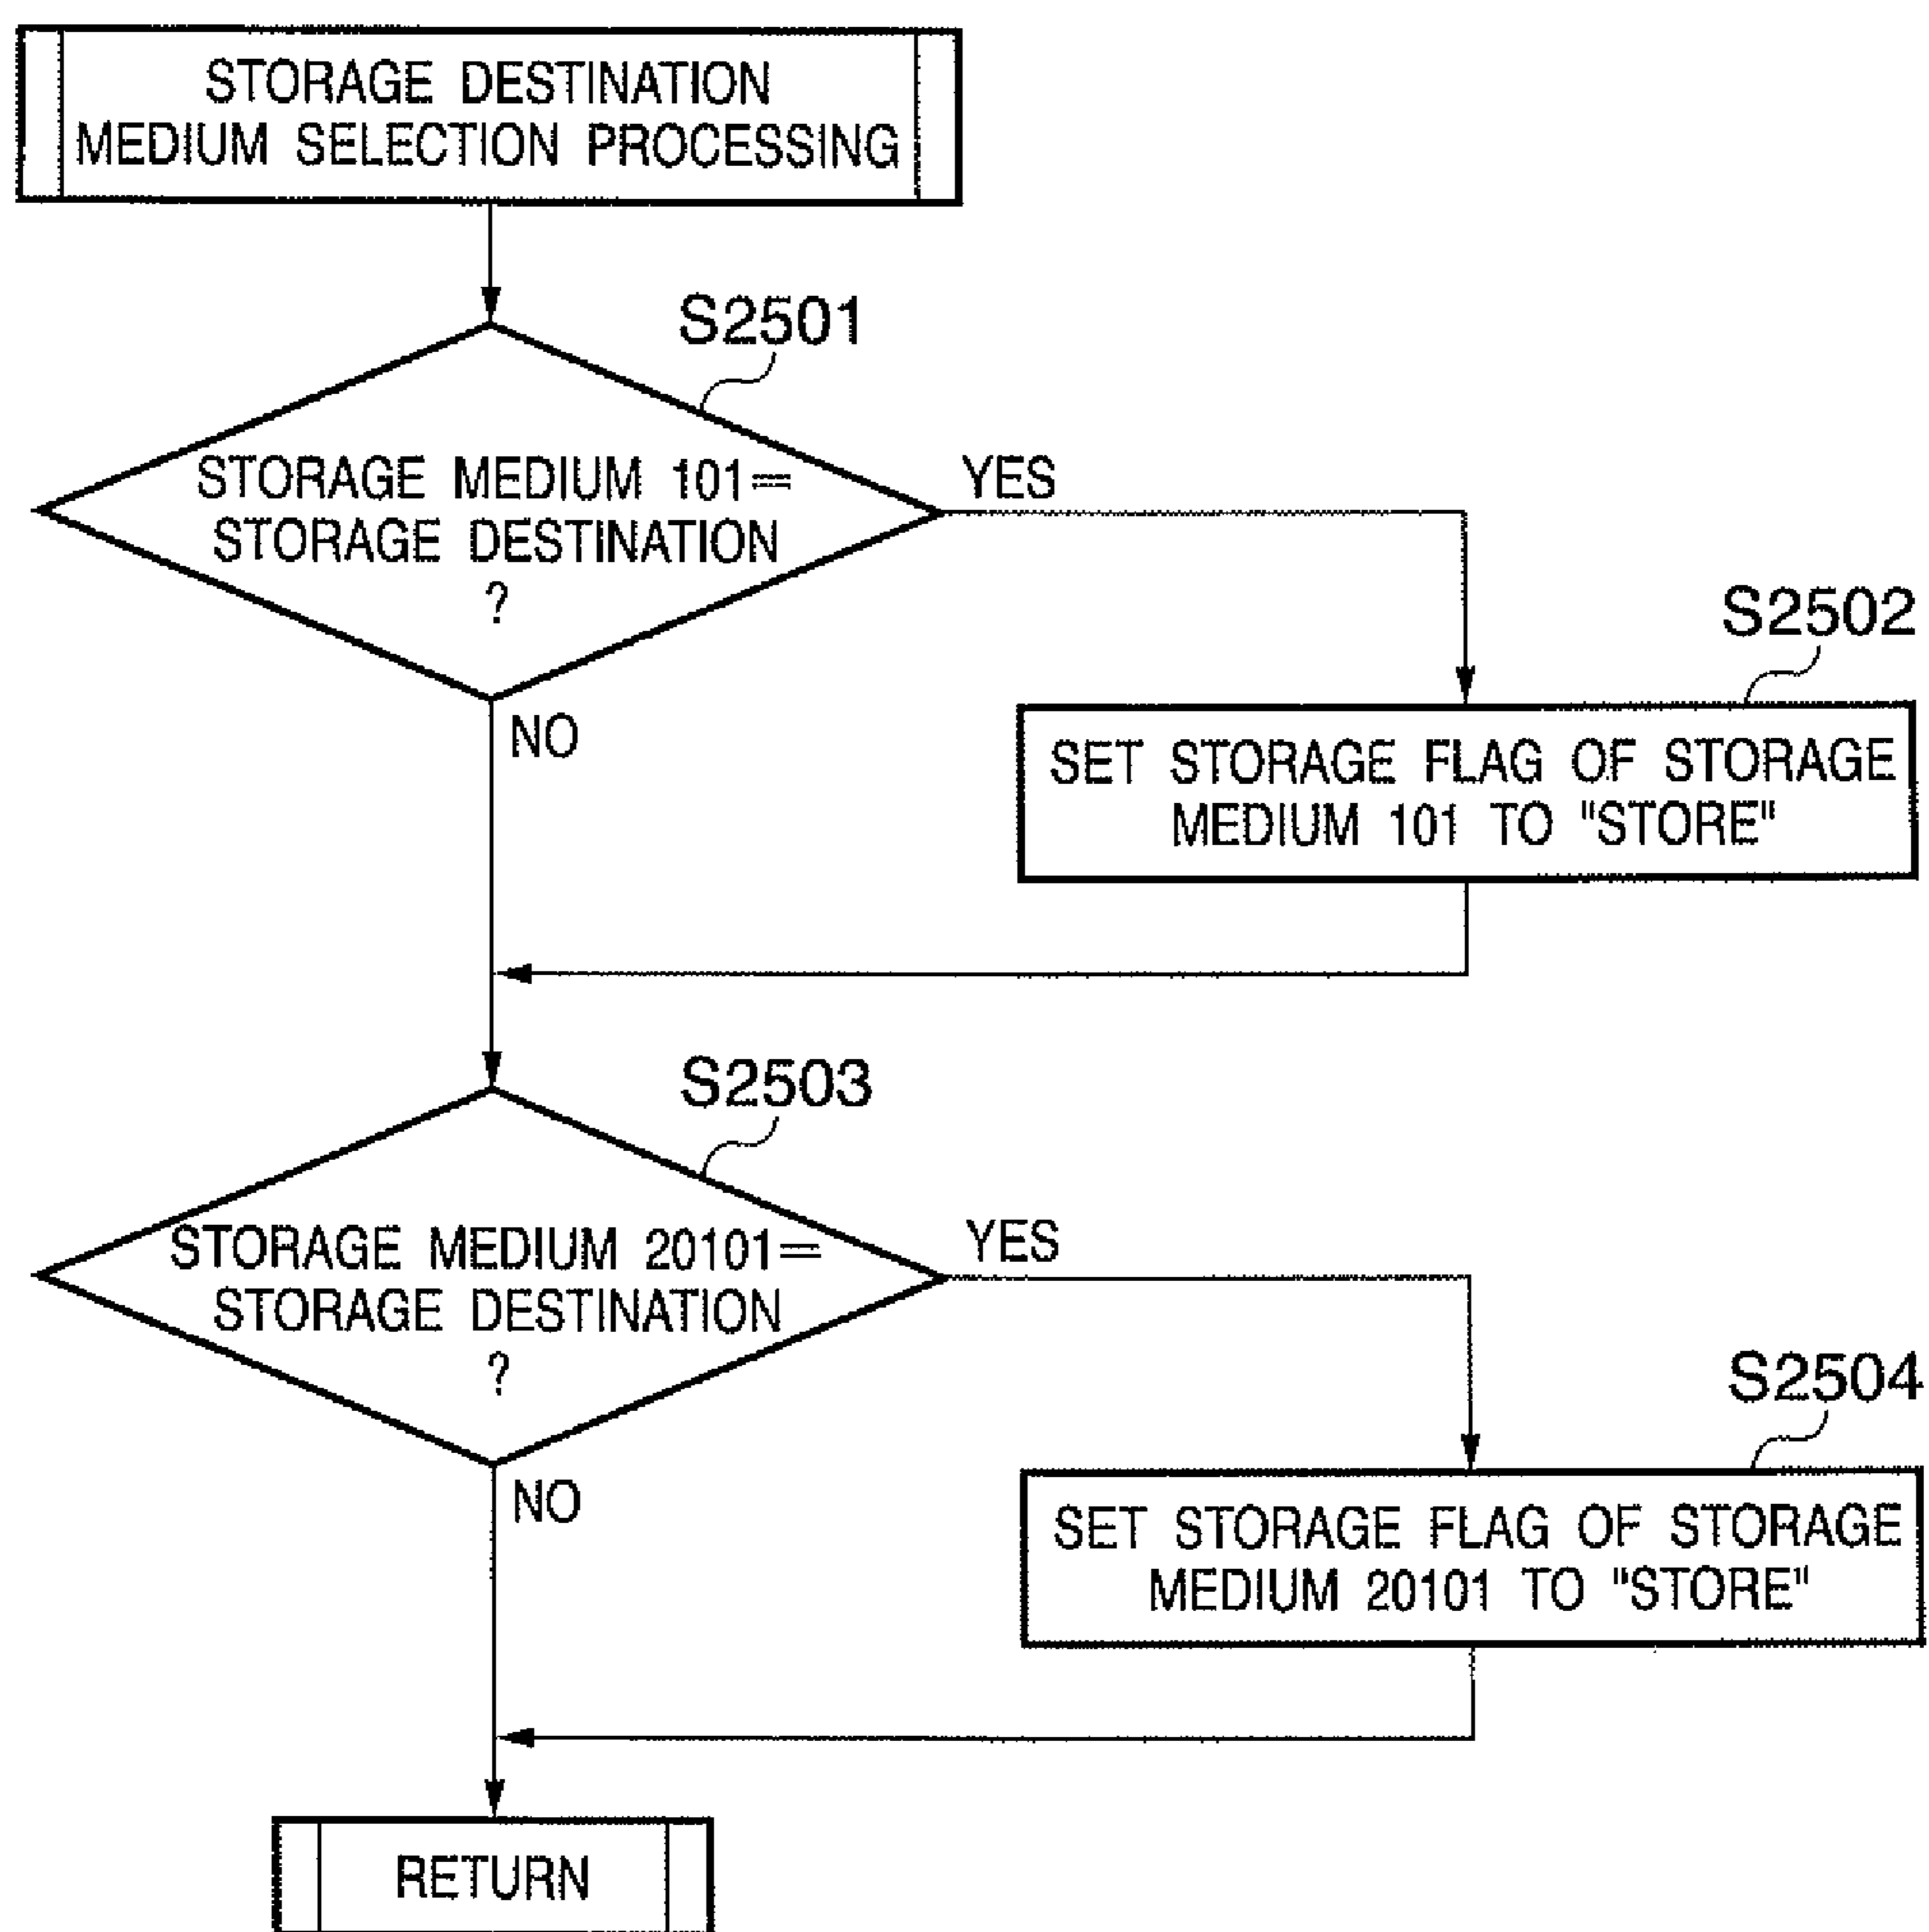 STORAGE DESTINATION
MEDIUM SELECTION PROCESSING
S2501
STORAGE MEDIUM 101=
STORAGE DESTINATION
?
YES
NO
S2502
SET STORAGE FLAG OF STORAGE
MEDIUM 101 TO "STORE"
S2503
STORAGE MEDIUM 20101=
STORAGE DESTINATION
?
YES
NO
S2504
SET STORAGE FLAG OF STORAGE
MEDIUM 20101 TO "STORE"
RETURN